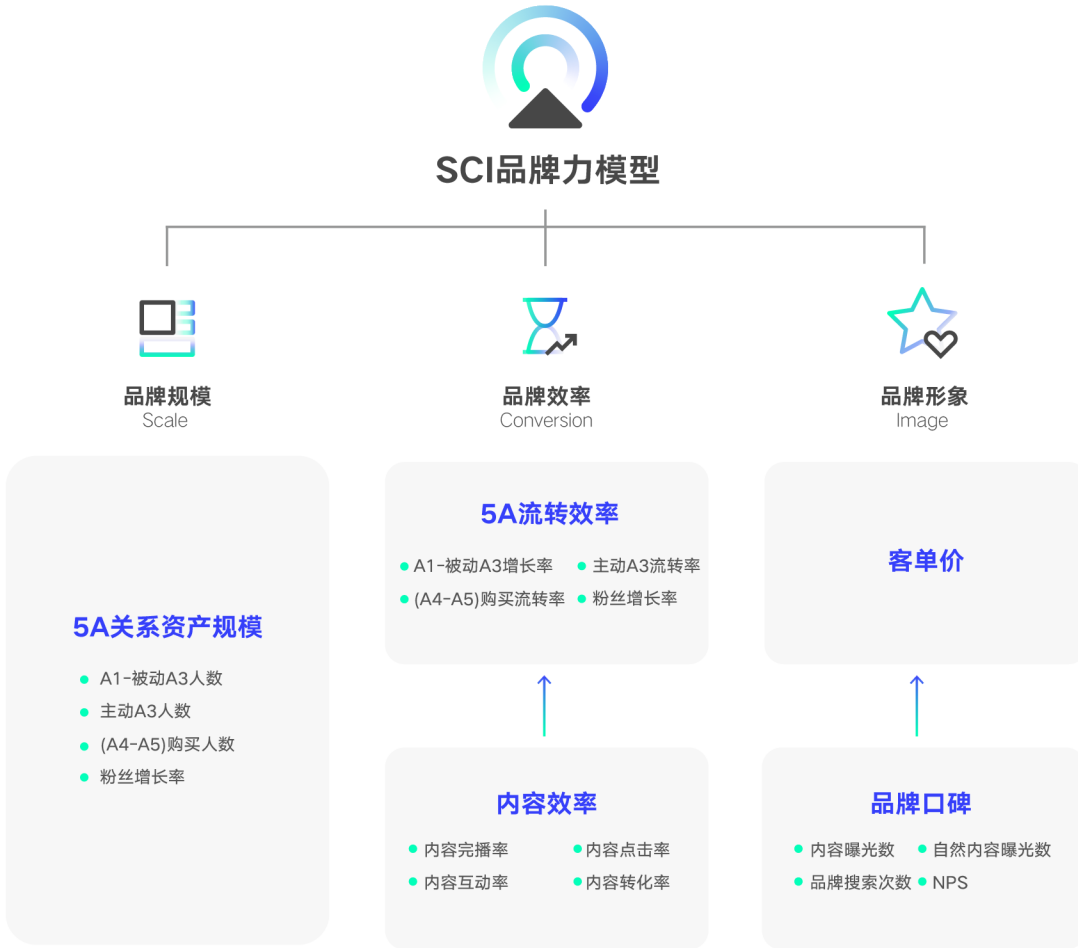 SCI品牌力模型
品牌规模
Scale
品牌效率
Conversion
品牌形象
Image
5A关系资产规模
A1-被动A3人数
主动A3人数
(A4-A5)购买人数
粉丝增长率
5A流转效率
A1-被动A3增长率
主动A3流转率
(A4-A5)购买流转率
粉丝增长率
内容效率
内容完播率
内容点击率
内容互动率
内容转化率
客单价
品牌口碑
内容曝光数
自然内容曝光数
品牌搜索次数
NPS